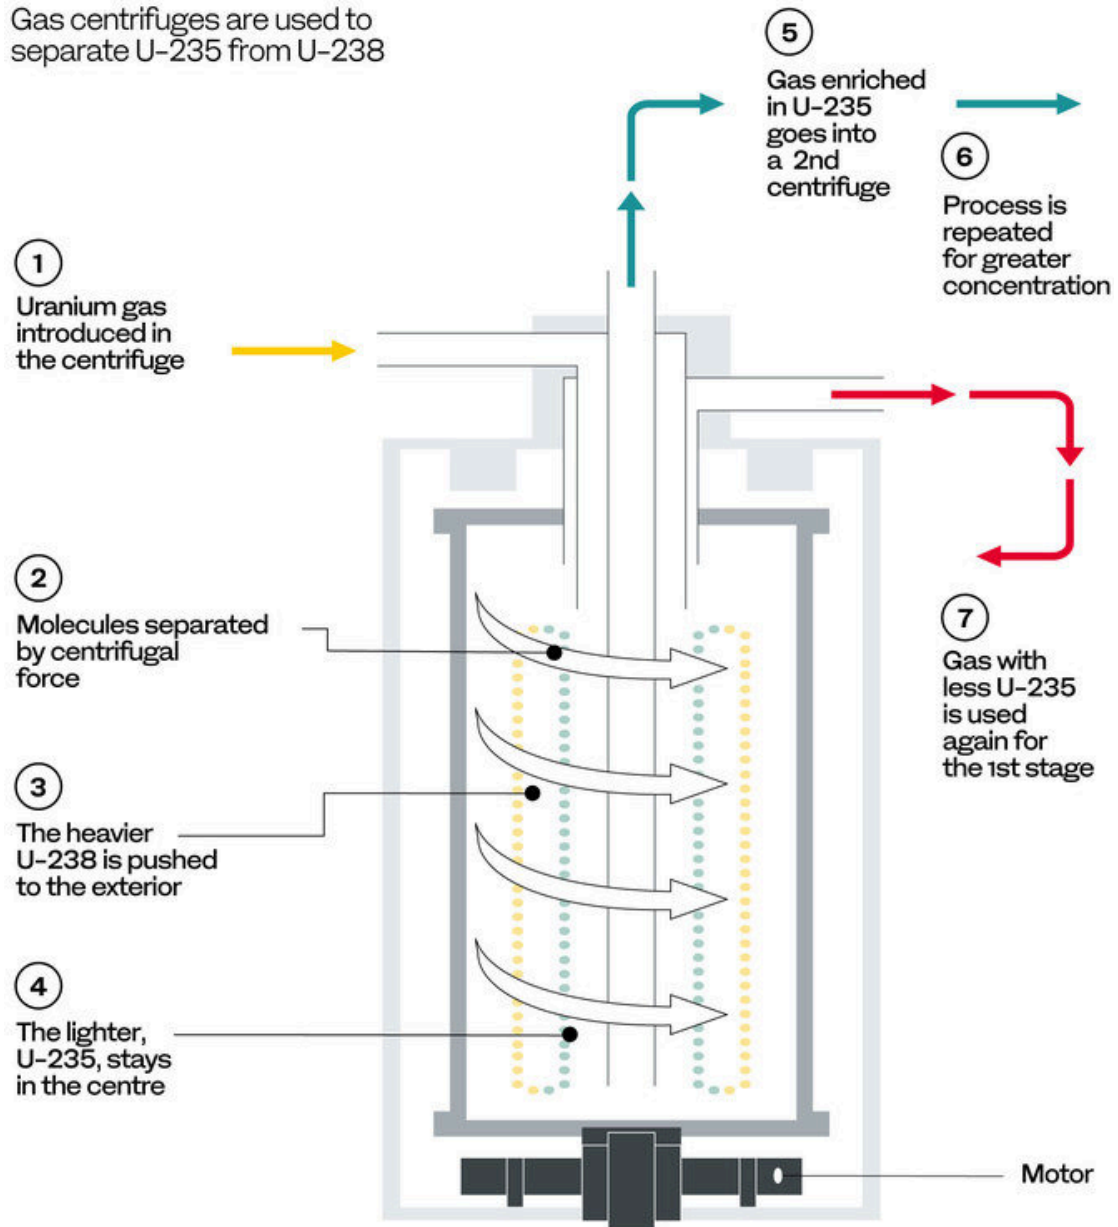 Gas centrifuges are used to
separate U-235 from U-238
1
Uranium gas
introduced in
the centrifuge
2
Molecules separated
by centrifugal
force
3
The heavier
U-238 is pushed
to the exterior
4
The lighter,
U-235, stays
in the centre
5
Gas enriched
in U-235
goes into
a 2nd
centrifuge
6
Process is
repeated
for greater
concentration
7
Gas with
less U-235
is used
again for
the 1st stage
Motor